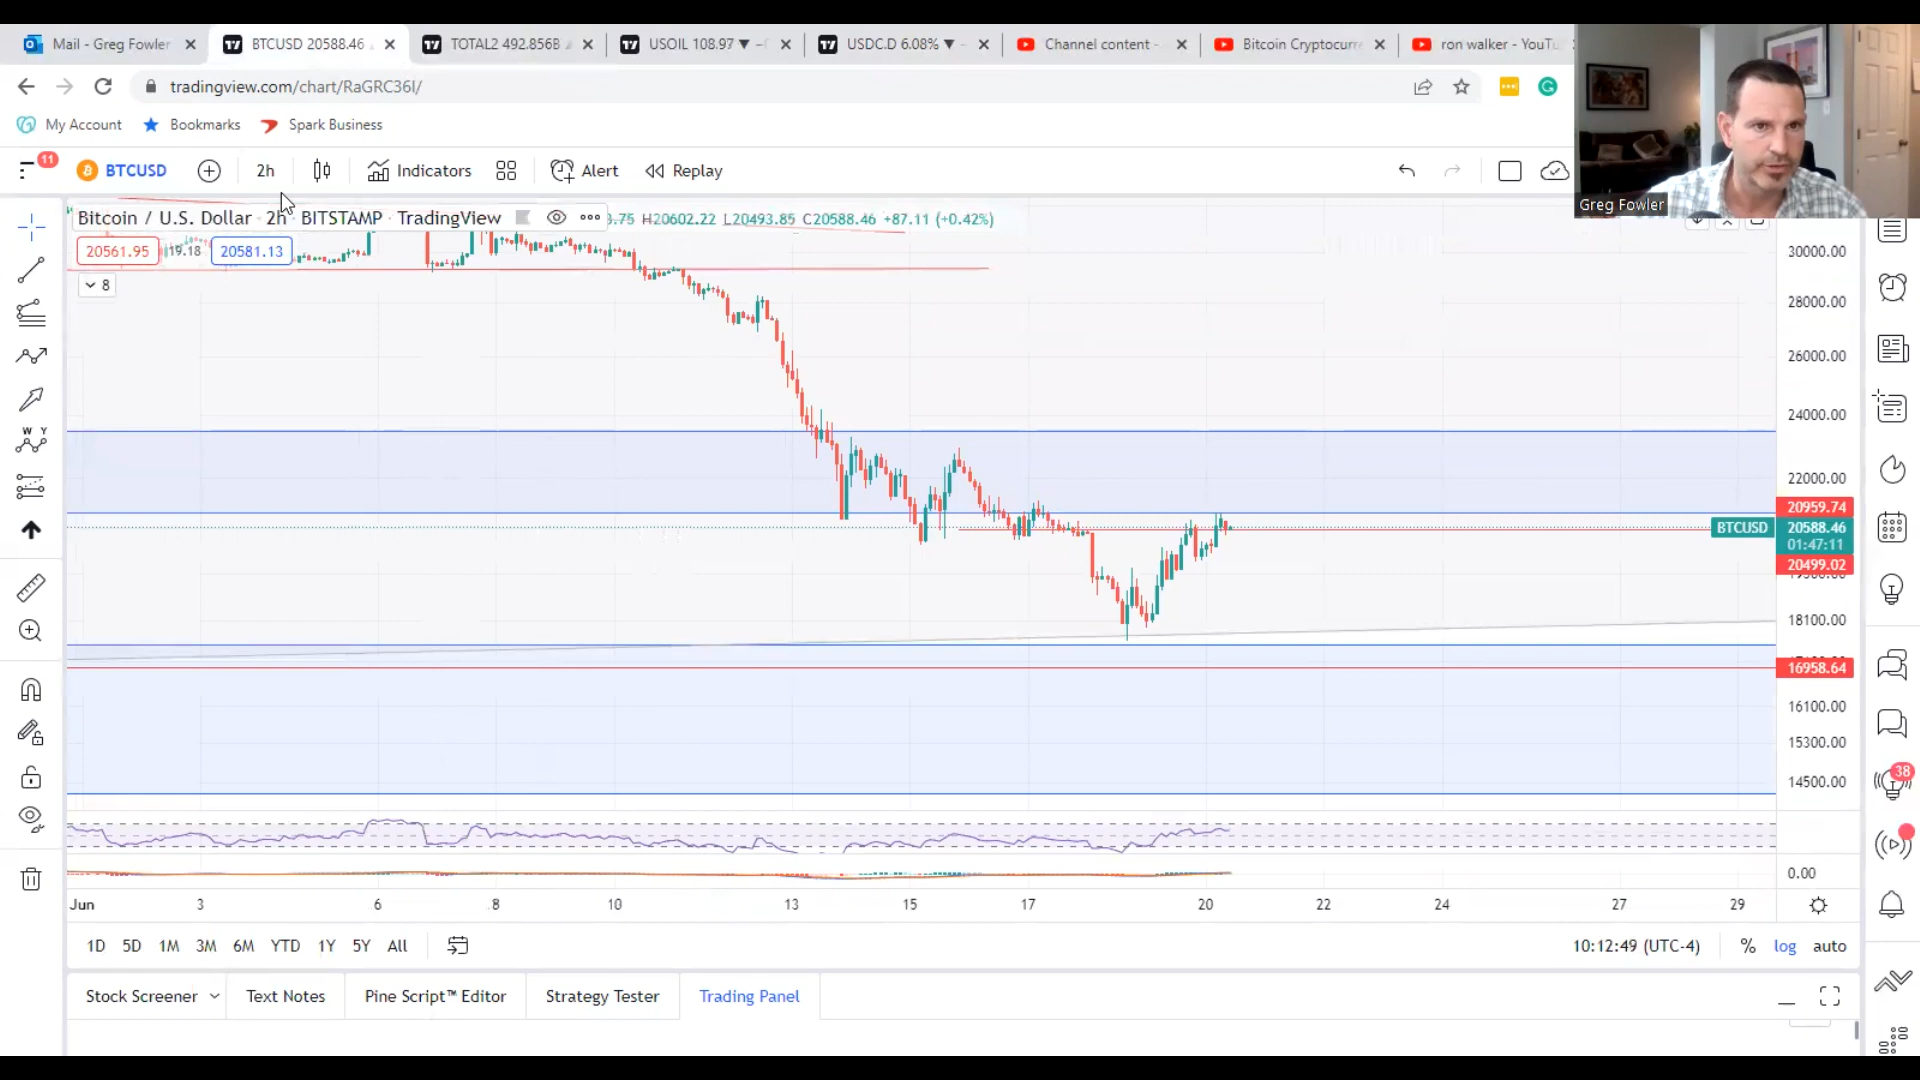 Mail - Greg Fowler
BTCUSD 20588.46
TOTAL2 492.856B
USOIL 108.97 ▼
USDC.D 6.08% ▼
Channel content -
Bitcoin Cryptocurr
ron walker - YouTu
tradingview.com/chart/RaGRC36I/
My Account
Bookmarks
Spark Business
11
BTCUSD
2h
Indicators
Alert
Replay
Greg Fowler
Bitcoin / U.S. Dollar · 2h · BITSTAMP · TradingView
3.75 H20602.22 L20493.85 C20588.46 +87.11 (+0.42%)
20561.95
19.18
20581.13
8
30000.00
28000.00
26000.00
24000.00
22000.00
20959.74
BTCUSD
20588.46
01:47:11
20499.02
18100.00
16958.64
16100.00
15300.00
14500.00
0.00
38
Jun
3
6
8
10
13
15
17
20
22
24
27
29
1D
5D
1M
3M
6M
YTD
1Y
5Y
All
10:12:49 (UTC-4)
%
log
auto
Stock Screener
Text Notes
Pine Script™ Editor
Strategy Tester
Trading Panel